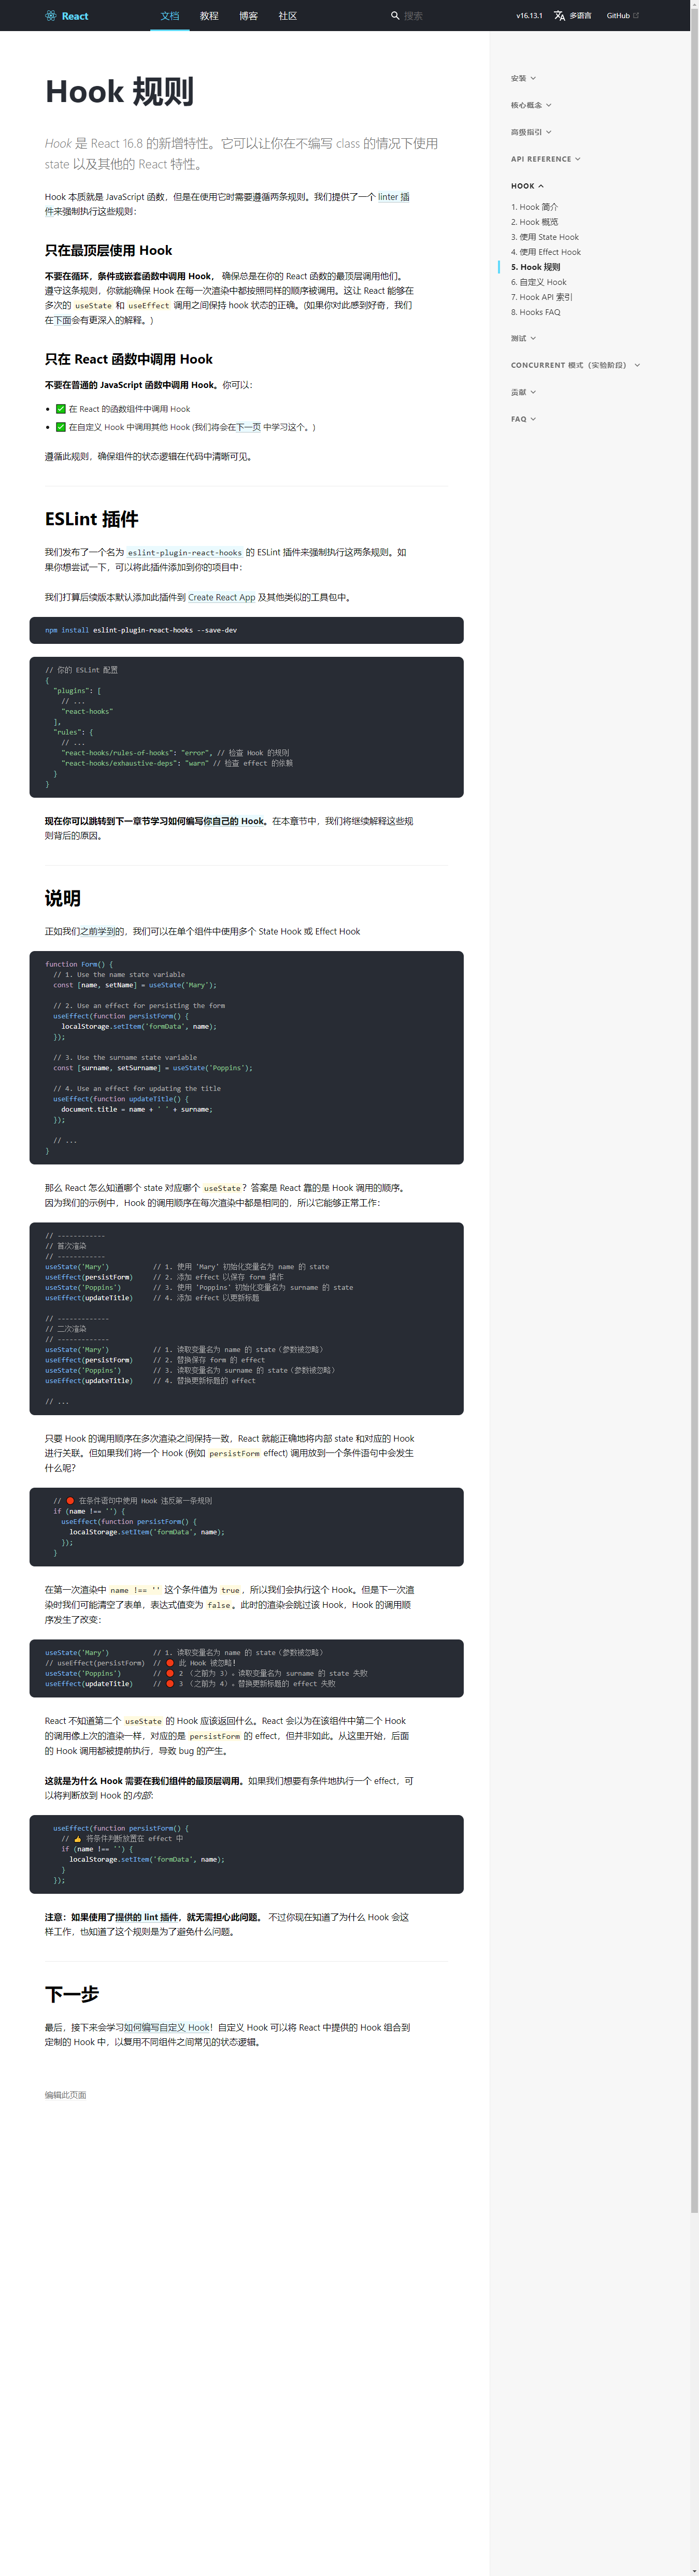 React
文档
教程
博客
社区
搜索
v16.13.1
多语言
GitHub
Hook 规则
Hook 是 React 16.8 的新增特性。它可以让你在不编写 class 的情况下使用
state 以及其他的 React 特性。
Hook 本质就是 JavaScript 函数，但是在使用它时需要遵循两条规则。我们提供了一个 linter 插
件来强制执行这些规则：
只在最顶层使用 Hook
不要在循环，条件或嵌套函数中调用 Hook， 确保总是在你的 React 函数的最顶层调用他们。
遵守这条规则，你就能确保 Hook 在每一次渲染中都按照同样的顺序被调用。这让 React 能够在
多次的 useState 和 useEffect 调用之间保持 hook 状态的正确。(如果你对此感到好奇，我们
在下面会有更深入的解释。)
只在 React 函数中调用 Hook
不要在普通的 JavaScript 函数中调用 Hook。你可以：
✅ 在 React 的函数组件中调用 Hook
✅ 在自定义 Hook 中调用其他 Hook (我们将会在下一页 中学习这个。)
遵循此规则，确保组件的状态逻辑在代码中清晰可见。
ESLint 插件
我们发布了一个名为 eslint-plugin-react-hooks 的 ESLint 插件来强制执行这两条规则。如
果你想尝试一下，可以将此插件添加到你的项目中：
我们打算后续版本默认添加此插件到 Create React App 及其他类似的工具包中。
npm install eslint-plugin-react-hooks --save-dev
// 你的 ESLint 配置
{
"plugins": [
// ...
"react-hooks"
],
"rules": {
// ...
"react-hooks/rules-of-hooks": "error", // 检查 Hook 的规则
"react-hooks/exhaustive-deps": "warn" // 检查 effect 的依赖
}
}
现在你可以跳转到下一章节学习如何编写你自己的 Hook。在本章节中，我们将继续解释这些规
则背后的原因。
说明
正如我们之前学到的，我们可以在单个组件中使用多个 State Hook 或 Effect Hook
function Form() {
// 1. Use the name state variable
const [name, setName] = useState('Mary');
// 2. Use an effect for persisting the form
useEffect(function persistForm() {
localStorage.setItem('formData', name);
});
// 3. Use the surname state variable
const [surname, setSurname] = useState('Poppins');
// 4. Use an effect for updating the title
useEffect(function updateTitle() {
document.title = name + ' ' + surname;
});
// ...
}
那么 React 怎么知道哪个 state 对应哪个 useState？答案是 React 靠的是 Hook 调用的顺序。
因为我们的示例中，Hook 的调用顺序在每次渲染中都是相同的，所以它能够正常工作：
// ------------
// 首次渲染
// ------------
useState('Mary') // 1. 使用 'Mary' 初始化变量名为 name 的 state
useEffect(persistForm) // 2. 添加 effect 以保存 form 操作
useState('Poppins') // 3. 使用 'Poppins' 初始化变量名为 surname 的 state
useEffect(updateTitle) // 4. 添加 effect 以更新标题
// -------------
// 二次渲染
// -------------
useState('Mary') // 1. 读取变量名为 name 的 state（参数被忽略）
useEffect(persistForm) // 2. 替换保存 form 的 effect
useState('Poppins') // 3. 读取变量名为 surname 的 state（参数被忽略）
useEffect(updateTitle) // 4. 替换更新标题的 effect
// ...
只要 Hook 的调用顺序在多次渲染之间保持一致，React 就能正确地将内部 state 和对应的 Hook
进行关联。但如果我们将一个 Hook (例如 persistForm effect) 调用放到一个条件语句中会发生
什么呢？
// 🔴 在条件语句中使用 Hook 违反第一条规则
if (name !== '') {
useEffect(function persistForm() {
localStorage.setItem('formData', name);
});
}
在第一次渲染中 name !== '' 这个条件值为 true，所以我们会执行这个 Hook。但是下一次渲
染时我们可能清空了表单，表达式值变为 false。此时的渲染会跳过该 Hook，Hook 的调用顺
序发生了改变：
useState('Mary') // 1. 读取变量名为 name 的 state（参数被忽略）
// useEffect(persistForm) // 🔴 此 Hook 被忽略！
useState('Poppins') // 🔴 2 （之前为 3）。读取变量名为 surname 的 state 失败
useEffect(updateTitle) // 🔴 3 （之前为 4）。替换更新标题的 effect 失败
React 不知道第二个 useState 的 Hook 应该返回什么。React 会以为在该组件中第二个 Hook
的调用像上次的渲染一样，对应的是 persistForm 的 effect，但并非如此。从这里开始，后面
的 Hook 调用都被提前执行，导致 bug 的产生。
这就是为什么 Hook 需要在我们组件的最顶层调用。如果我们想要有条件地执行一个 effect，可
以将判断放到 Hook 的内部：
useEffect(function persistForm() {
// 👍 将条件判断放置在 effect 中
if (name !== '') {
localStorage.setItem('formData', name);
}
});
注意：如果使用了提供的 lint 插件，就无需担心此问题。 不过你现在知道了为什么 Hook 会这
样工作，也知道了这个规则是为了避免什么问题。
下一步
最后，接下来会学习如何编写自定义 Hook！自定义 Hook 可以将 React 中提供的 Hook 组合到
定制的 Hook 中，以复用不同组件之间常见的状态逻辑。
编辑此页面
安装
核心概念
高级指引
API REFERENCE
HOOK
1. Hook 简介
2. Hook 概览
3. 使用 State Hook
4. 使用 Effect Hook
5. Hook 规则
6. 自定义 Hook
7. Hook API 索引
8. Hooks FAQ
测试
CONCURRENT 模式（实验阶段）
贡献
FAQ